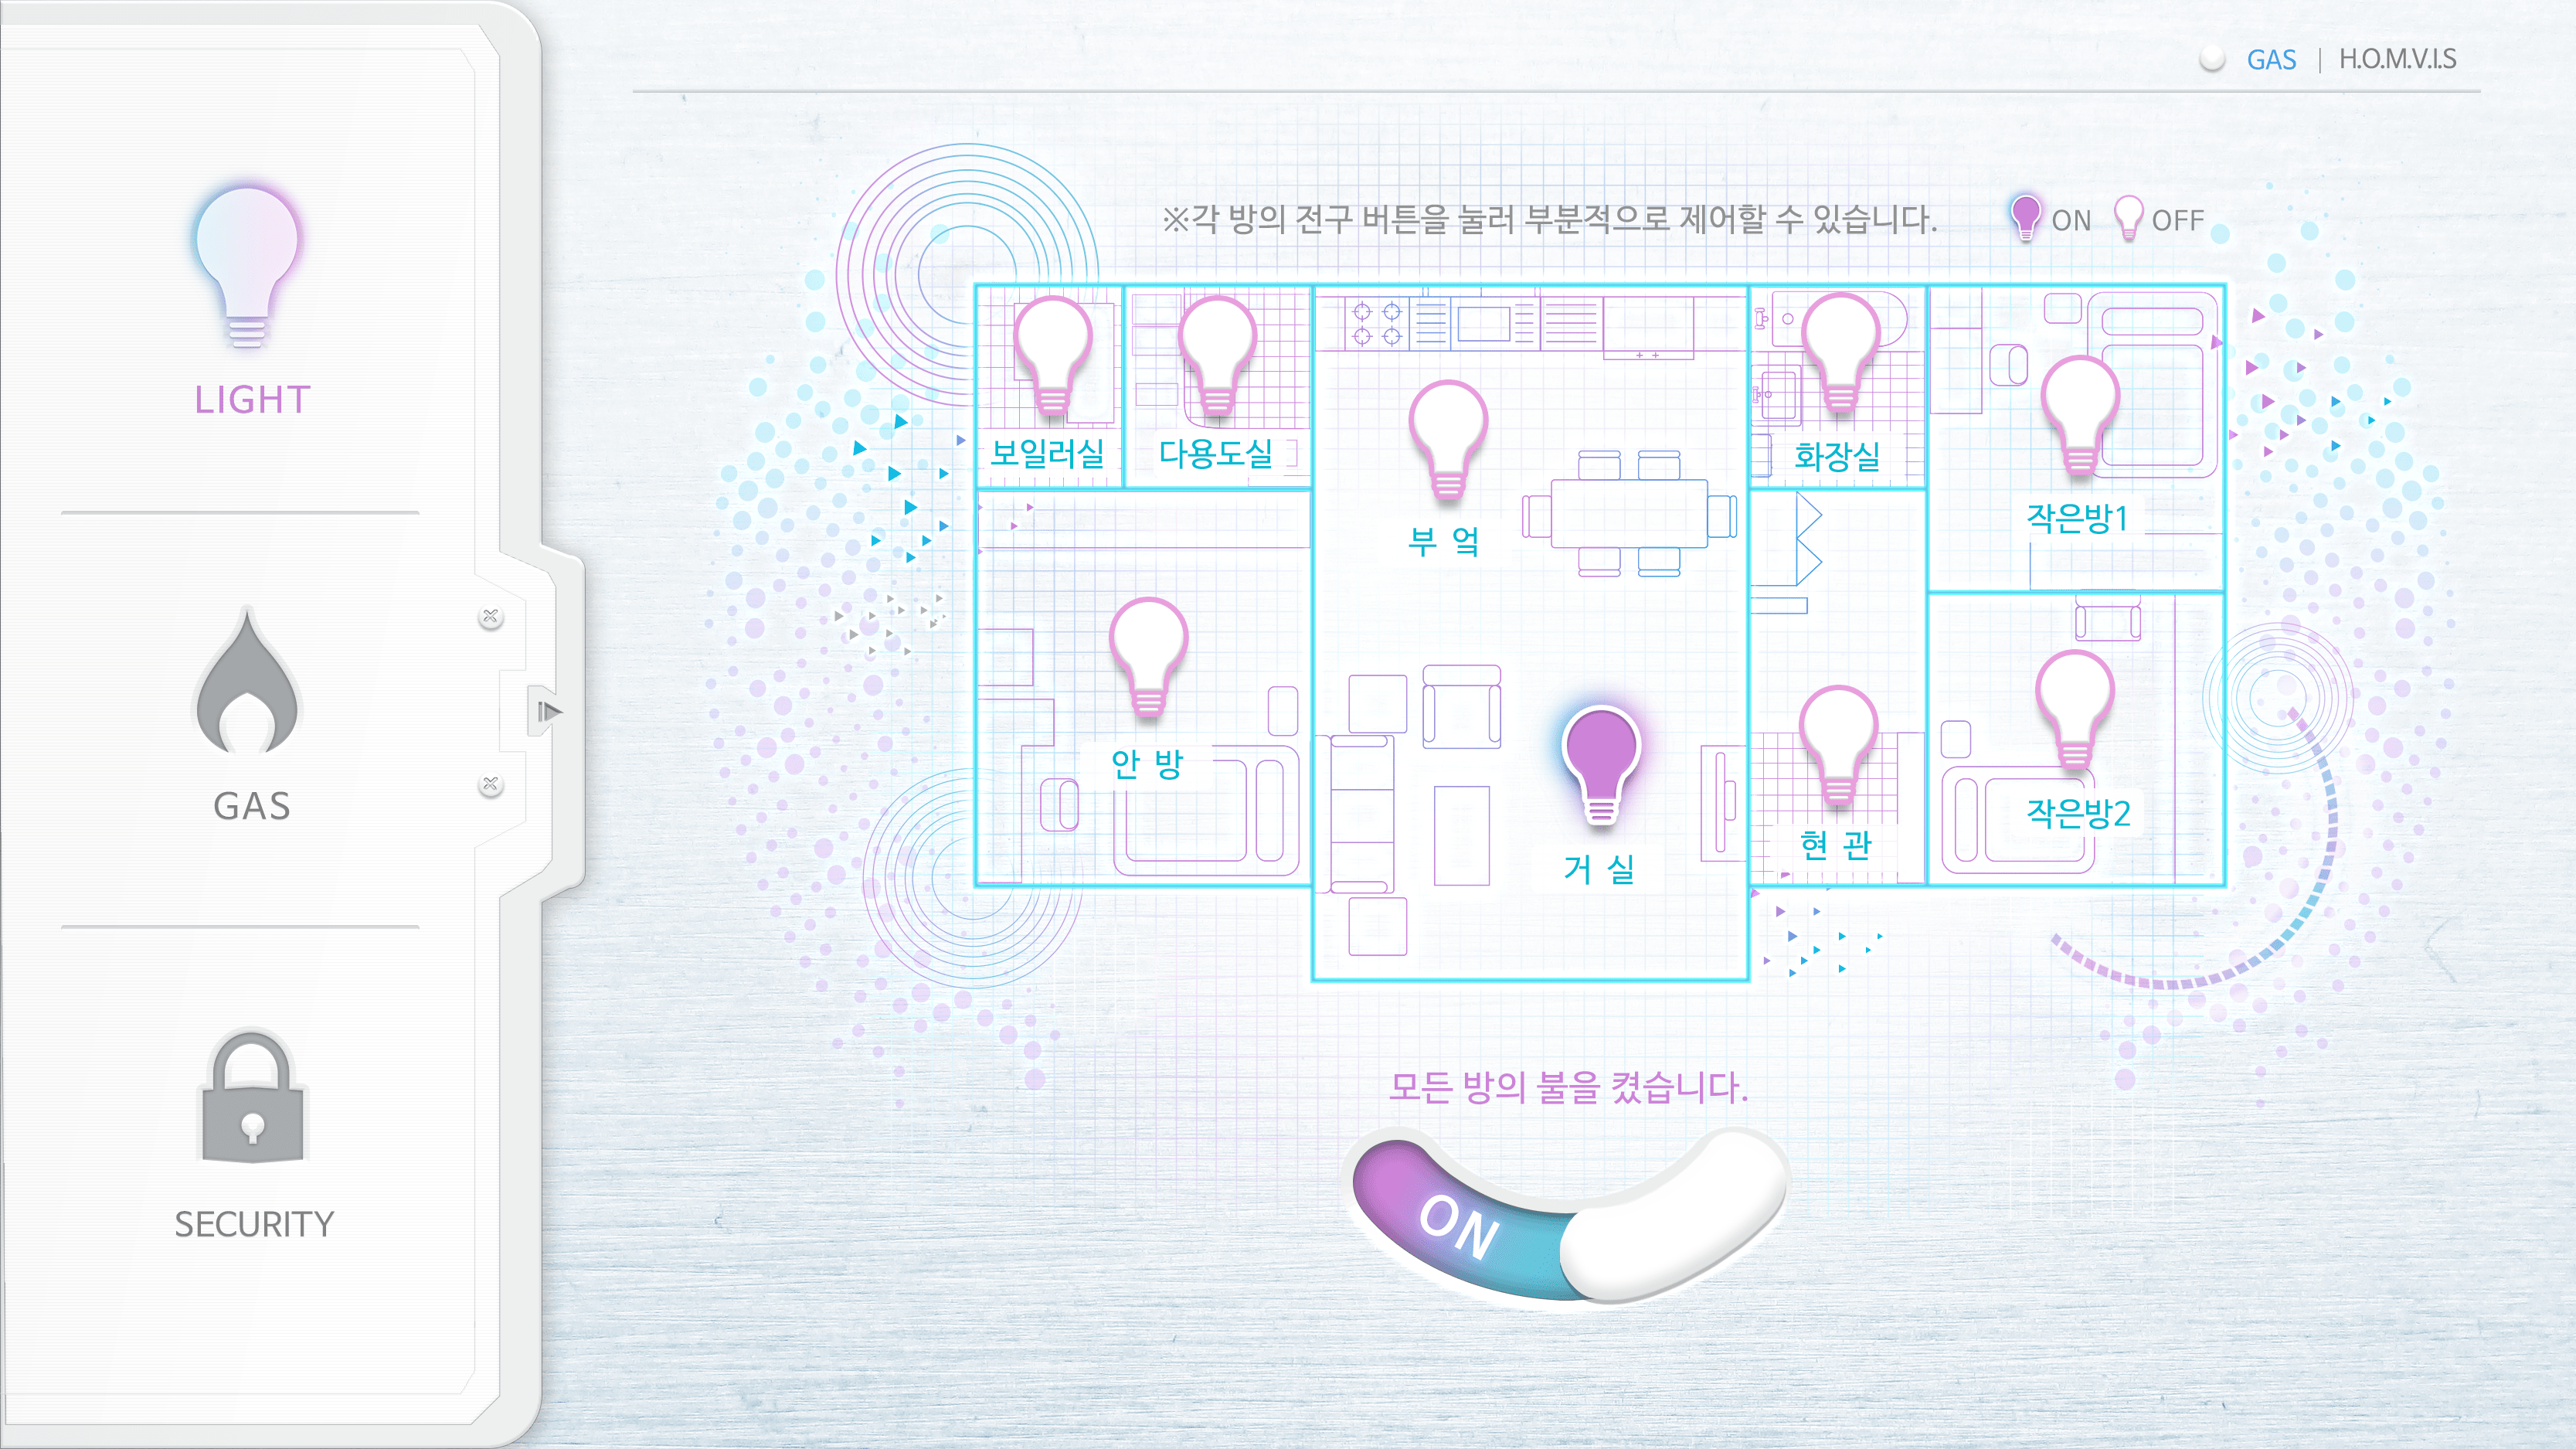 GAS | H.O.M.V.I.S
※각 방의 전구 버튼을 눌러 부분적으로 제어할 수 있습니다.
ON OFF
LIGHT
GAS
SECURITY
보일러실
다용도실
부 엌
화장실
작은방1
안 방
거 실
현 관
작은방2
모든 방의 불을 켰습니다.
ON